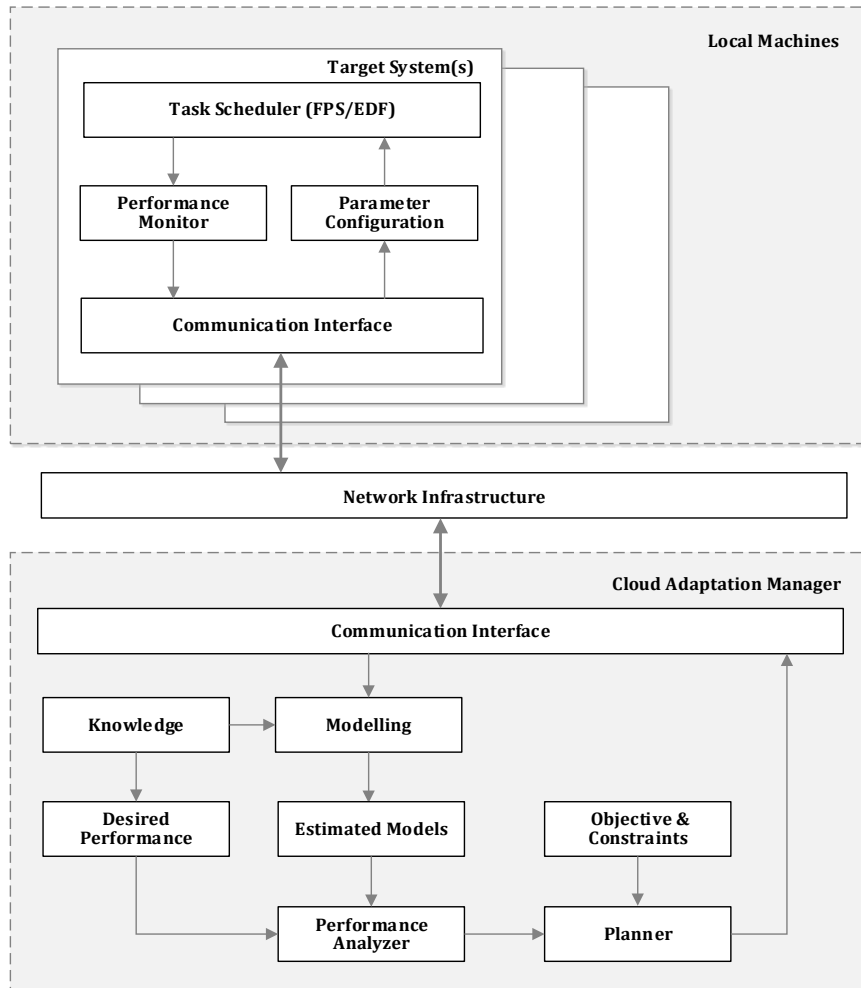 Local Machines
Target System(s)
Task Scheduler (FPS/EDF)
Performance
Monitor
Parameter
Configuration
Communication Interface
Network Infrastructure
Cloud Adaptation Manager
Communication Interface
Knowledge
Modelling
Desired
Performance
Estimated Models
Objective &
Constraints
Performance
Analyzer
Planner